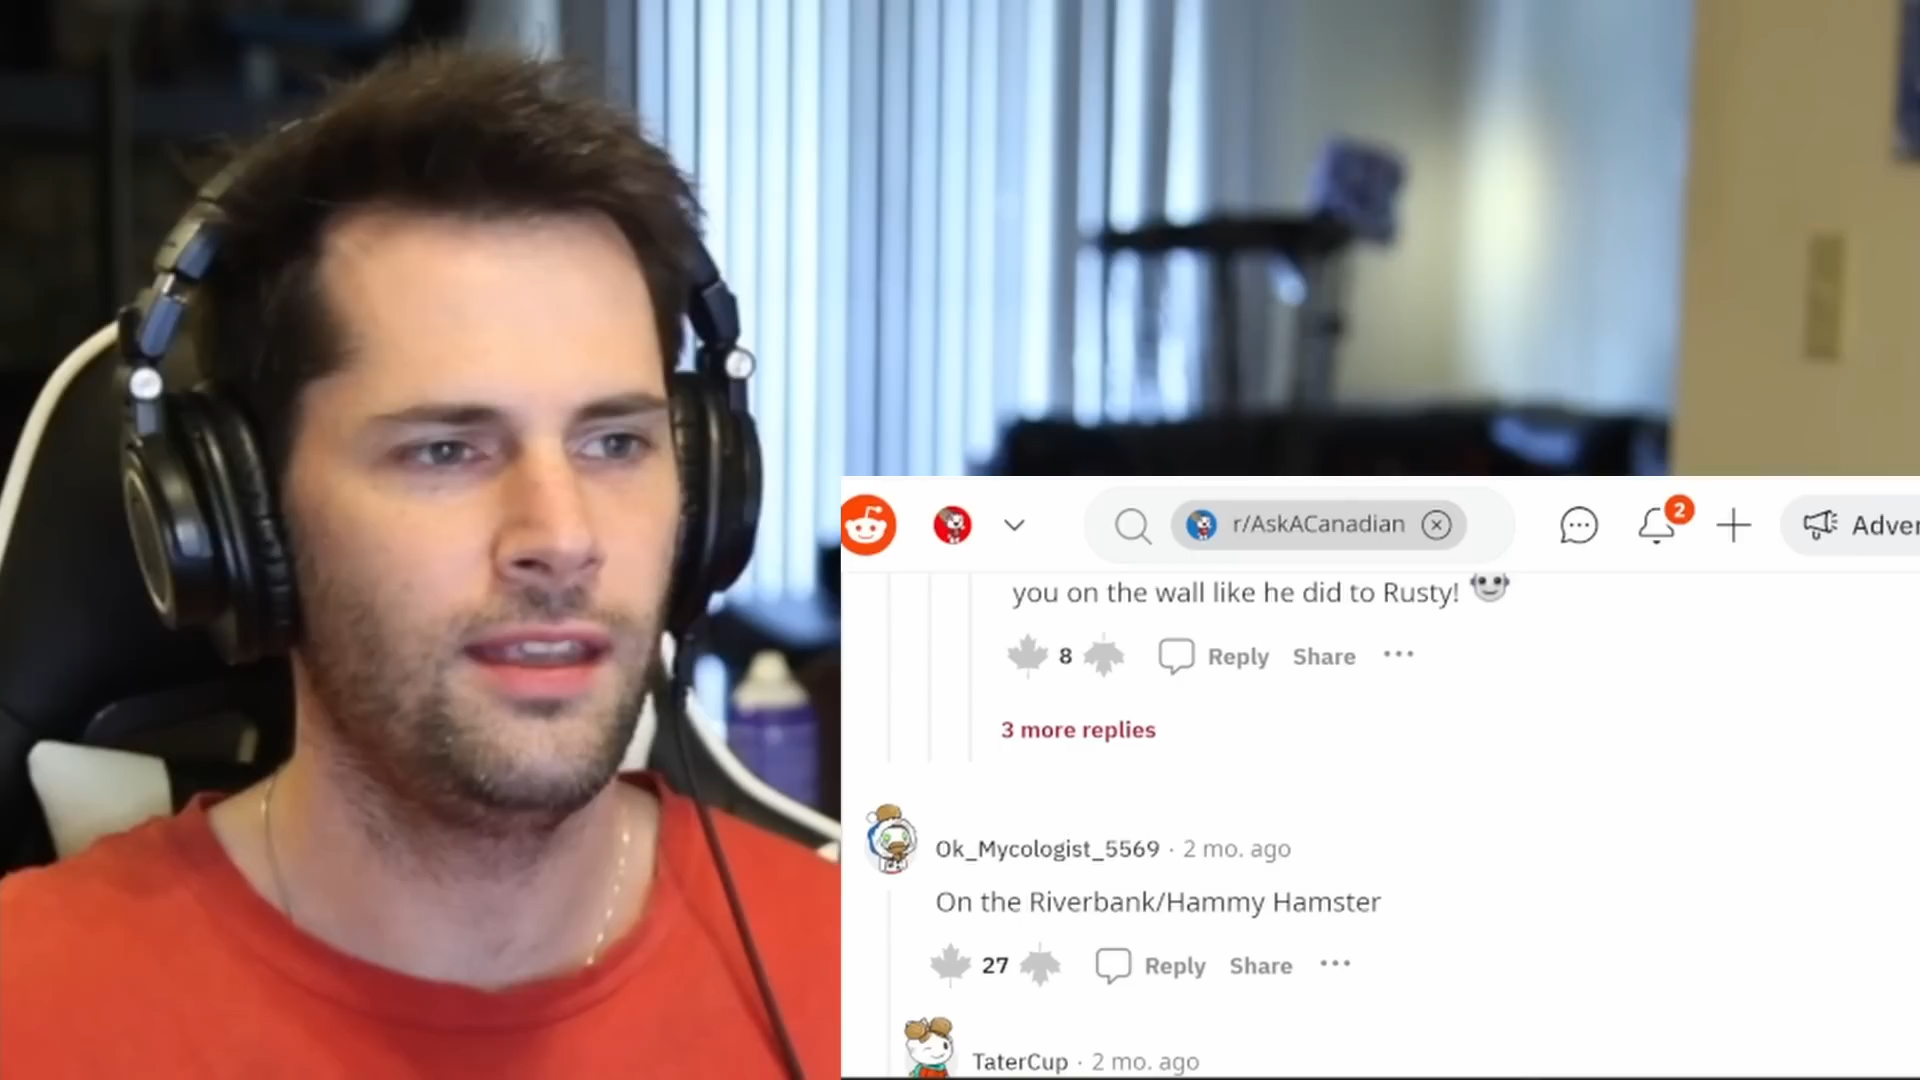 r/AskACanadian
2
Adver
you on the wall like he did to Rusty!
8 Reply Share ...
3 more replies
Ok_Mycologist_5569 · 2 mo. ago
On the Riverbank/Hammy Hamster
27 Reply Share ...
TaterCup · 2 mo. ago